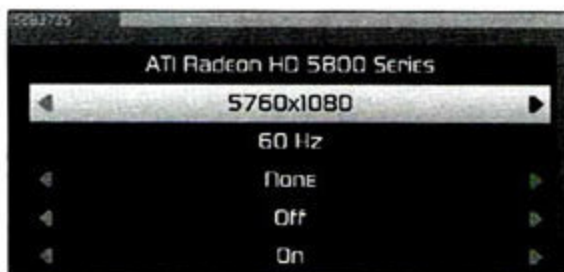 ATI Radeon HD 5800 Series
5760x1080
60 Hz
None
Off
On